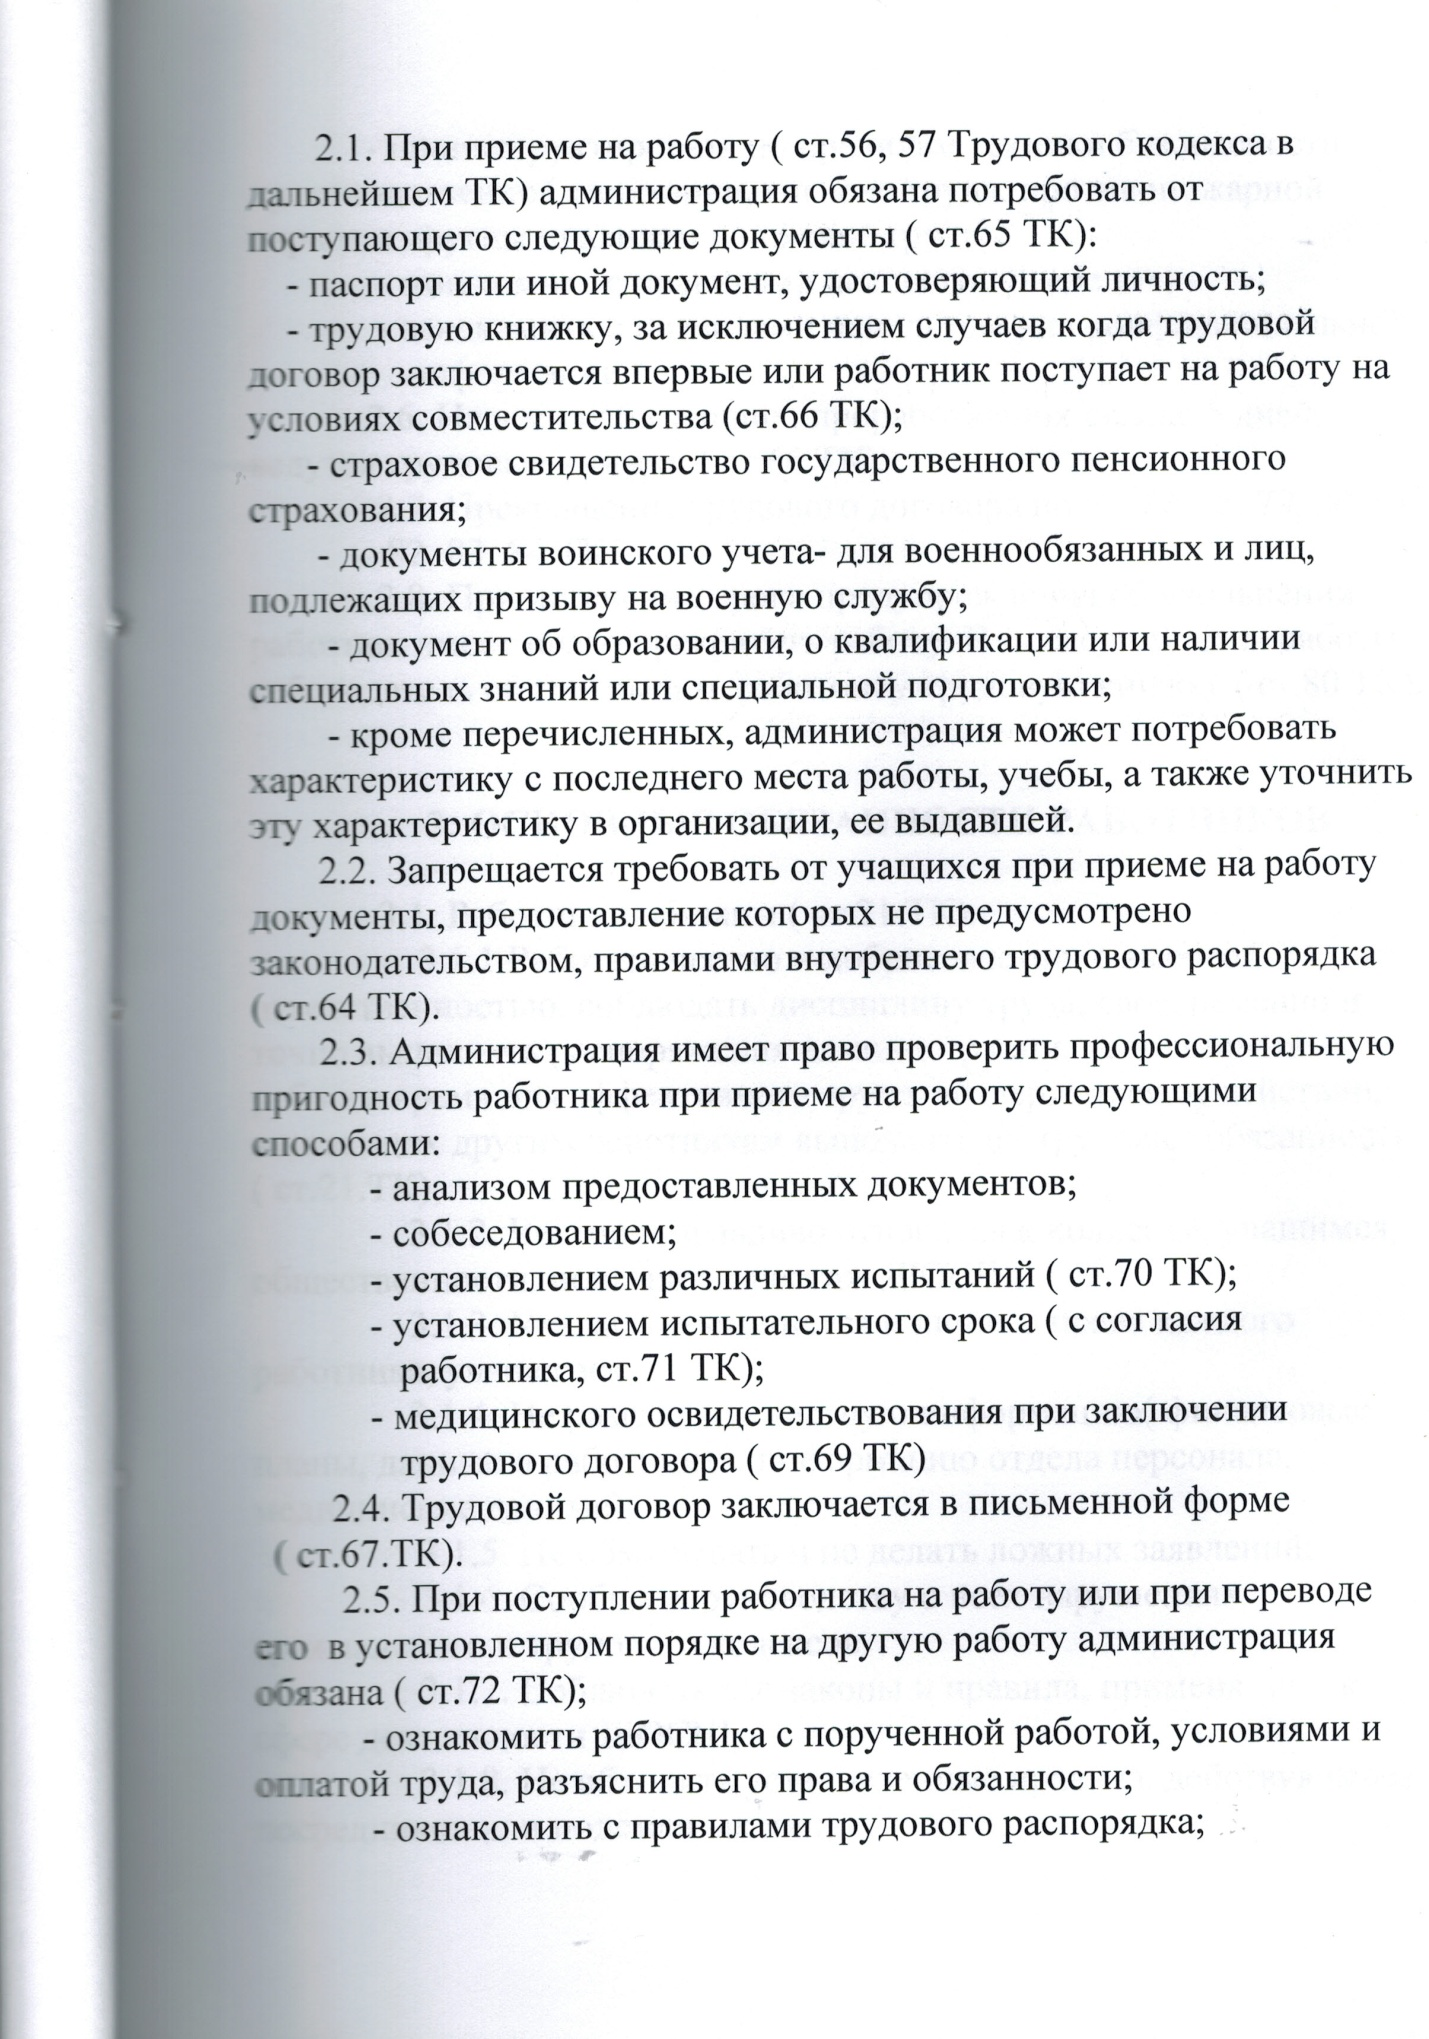 2.1. При приеме на работу ( ст.56, 57 Трудового кодекса в
дальнейшем ТК) администрация обязана потребовать от
поступающего следующие документы ( ст.65 ТК):
- паспорт или иной документ, удостоверяющий личность;
- трудовую книжку, за исключением случаев когда трудовой
договор заключается впервые или работник поступает на работу на
условиях совместительства (ст.66 ТК);
- страховое свидетельство государственного пенсионного
страхования;
- документы воинского учета- для военнообязанных и лиц,
подлежащих призыву на военную службу;
- документ об образовании, о квалификации или наличии
специальных знаний или специальной подготовки;
- кроме перечисленных, администрация может потребовать
характеристику с последнего места работы, учебы, а также уточнить
эту характеристику в организации, ее выдавшей.
2.2. Запрещается требовать от учащихся при приеме на работу
документы, предоставление которых не предусмотрено
законодательством, правилами внутреннего трудового распорядка
( ст.64 ТК).
2.3. Администрация имеет право проверить профессиональную
пригодность работника при приеме на работу следующими
способами:
- анализом предоставленных документов;
- собеседованием;
- установлением различных испытаний ( ст.70 ТК);
- установлением испытательного срока ( с согласия
работника, ст.71 ТК);
- медицинского освидетельствования при заключении
трудового договора ( ст.69 ТК)
2.4. Трудовой договор заключается в письменной форме
( ст.67.ТК).
2.5. При поступлении работника на работу или при переводе
его в установленном порядке на другую работу администрация
обязана ( ст.72 ТК);
- ознакомить работника с порученной работой, условиями и
оплатой труда, разъяснить его права и обязанности;
- ознакомить с правилами трудового распорядка;